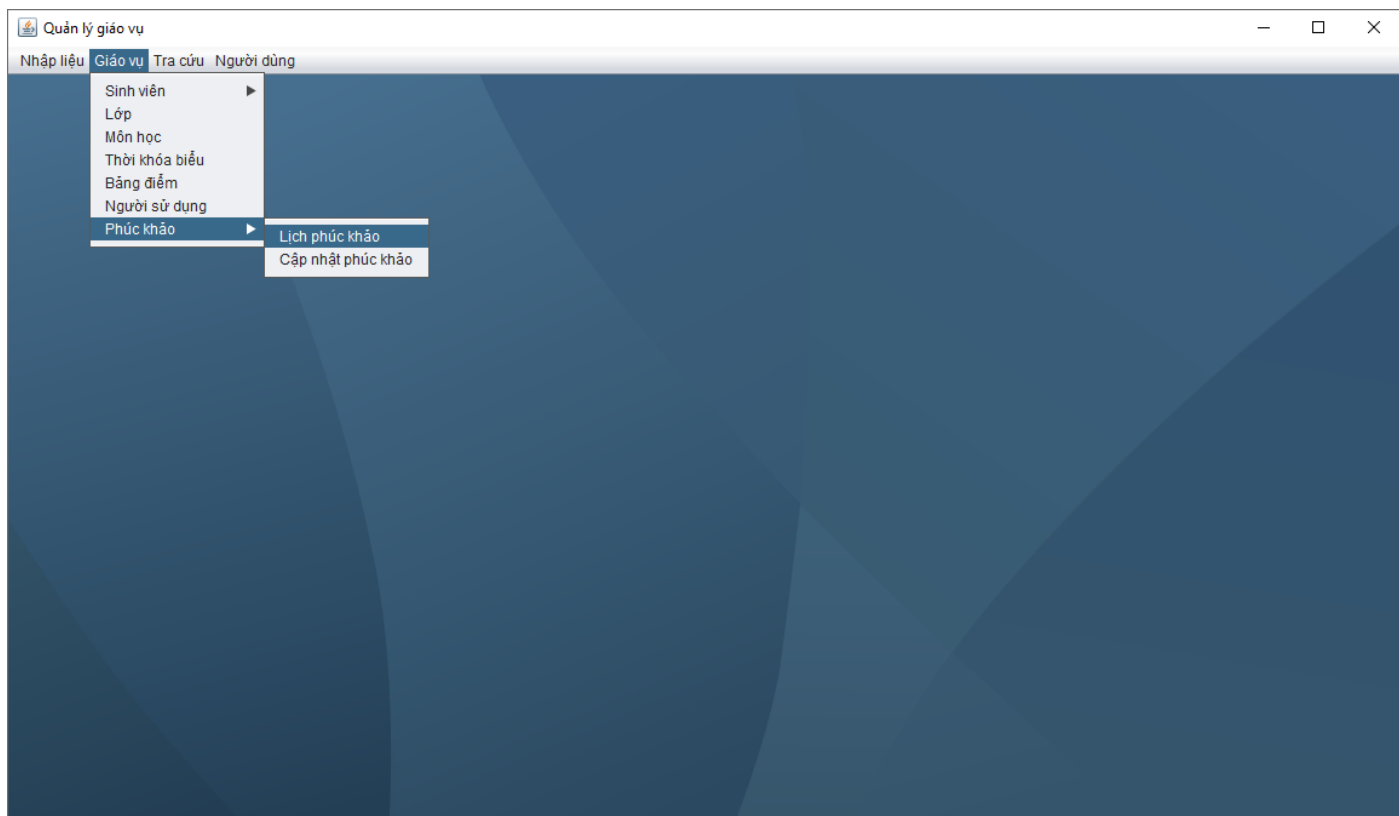 Quản lý giáo vụ
Nhập liệu Giáo vụ Tra cứu Người dùng
Sinh viên
Lớp
Môn học
Thời khóa biểu
Bảng điểm
Người sử dụng
Phúc khảo
Lịch phúc khảo
Cập nhật phúc khảo